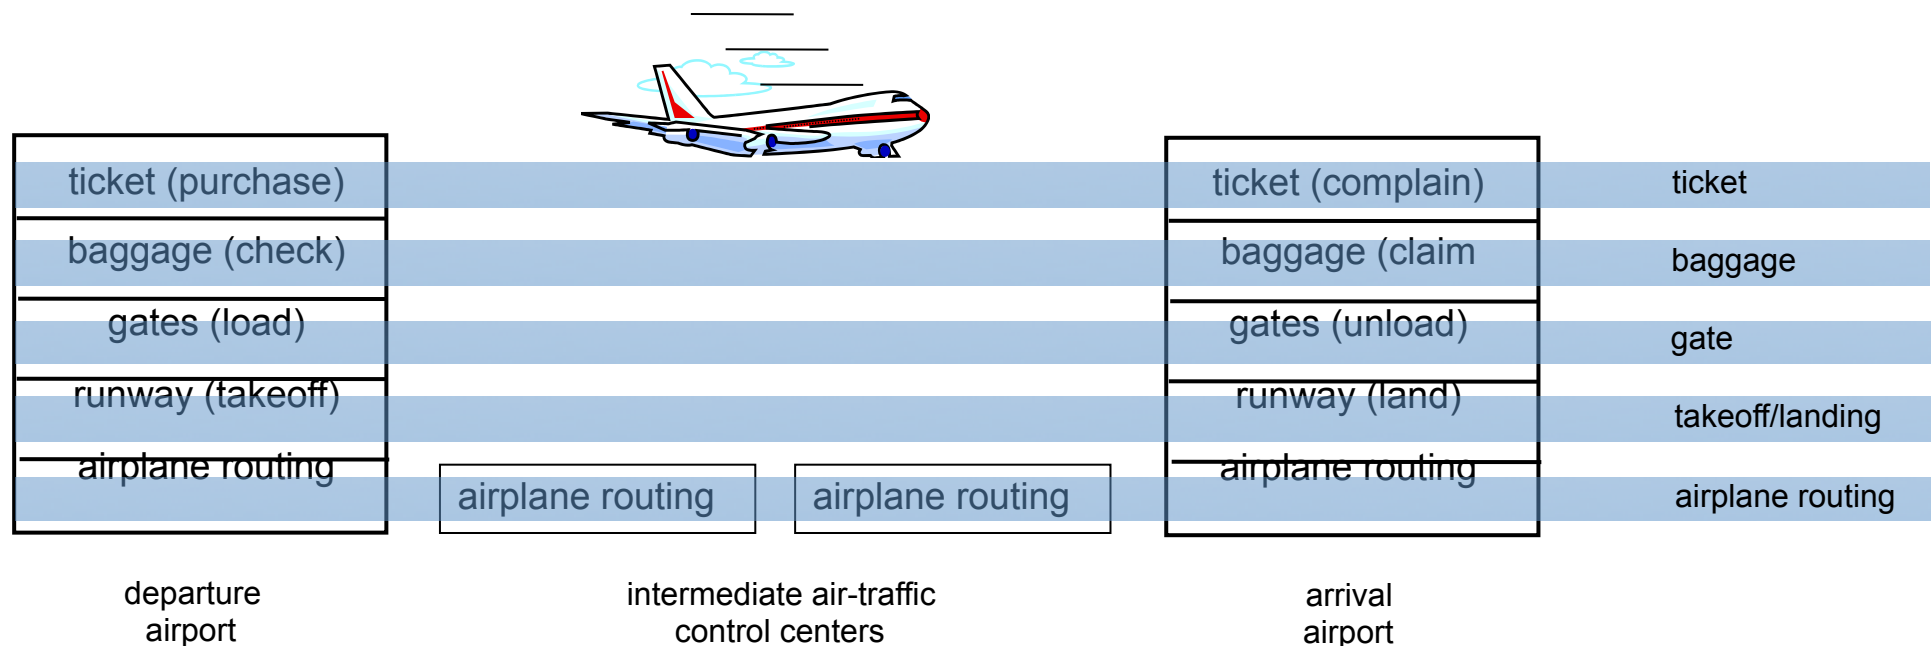 ticket (purchase)
ticket (complain)
ticket
baggage (check)
baggage (claim
baggage
gates (load)
gates (unload)
gate
runway (takeoff)
runway (land)
takeoff/landing
airplane routing
airplane routing
airplane routing
airplane routing
airplane routing
departure
airport
intermediate air-traffic
control centers
arrival
airport